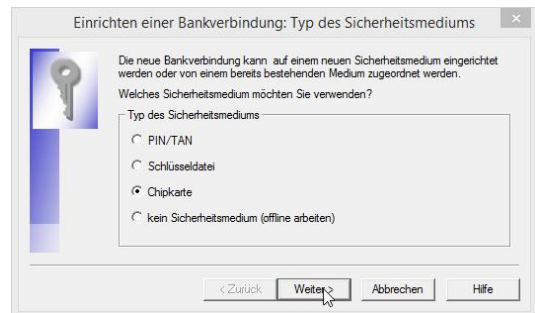 Einrichten einer Bankverbindung: Typ des Sicherheitsmediums
Die neue Bankverbindung kann auf einem neuen Sicherheitsmedium eingerichtet
werden oder von einem bereits bestehenden Medium zugeordnet werden.
Welches Sicherheitsmedium möchten Sie verwenden?
Typ des Sicherheitsmediums
PIN/TAN
Schlüsseldatei
Chipkarte
kein Sicherheitsmedium (offline arbeiten)
< Zurück Weiter > Abbrechen Hilfe